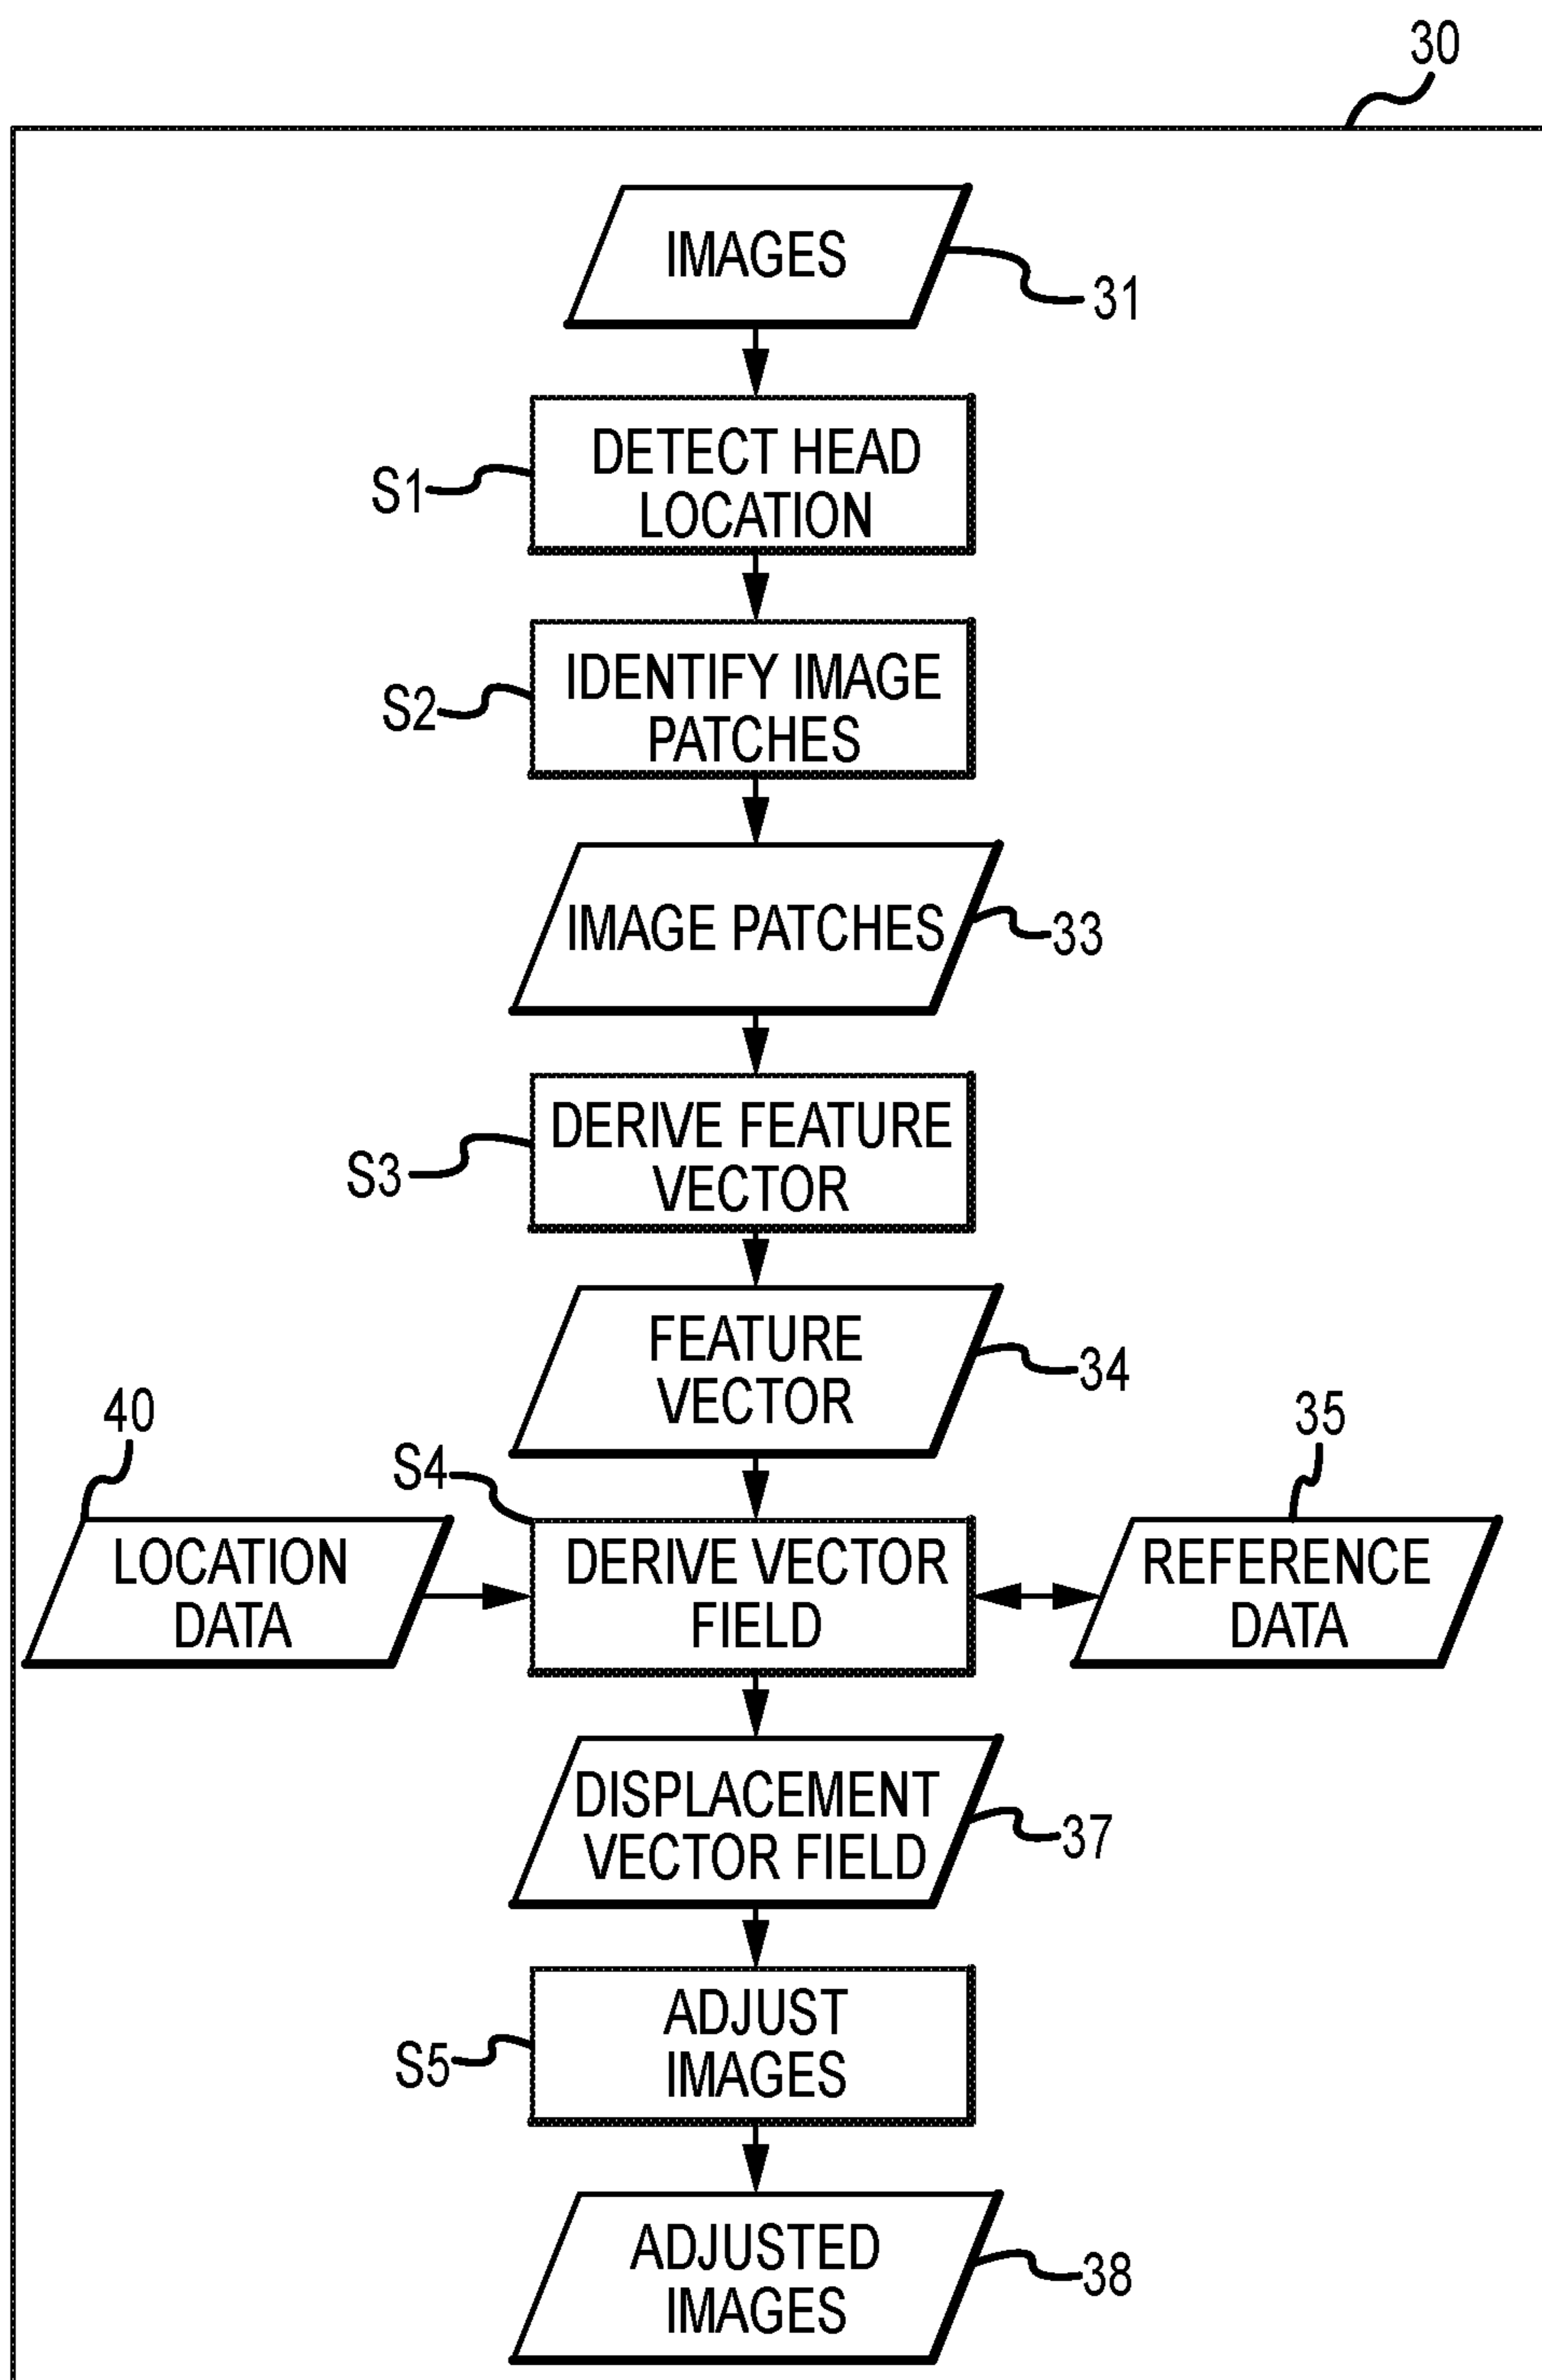 30
IMAGES
31
DETECT HEAD
LOCATION
S1
IDENTIFY IMAGE
PATCHES
S2
IMAGE PATCHES
33
DERIVE FEATURE
VECTOR
S3
FEATURE
VECTOR
34
40
S4
35
LOCATION
DATA
DERIVE VECTOR
FIELD
REFERENCE
DATA
DISPLACEMENT
VECTOR FIELD
37
ADJUST
IMAGES
S5
ADJUSTED
IMAGES
38